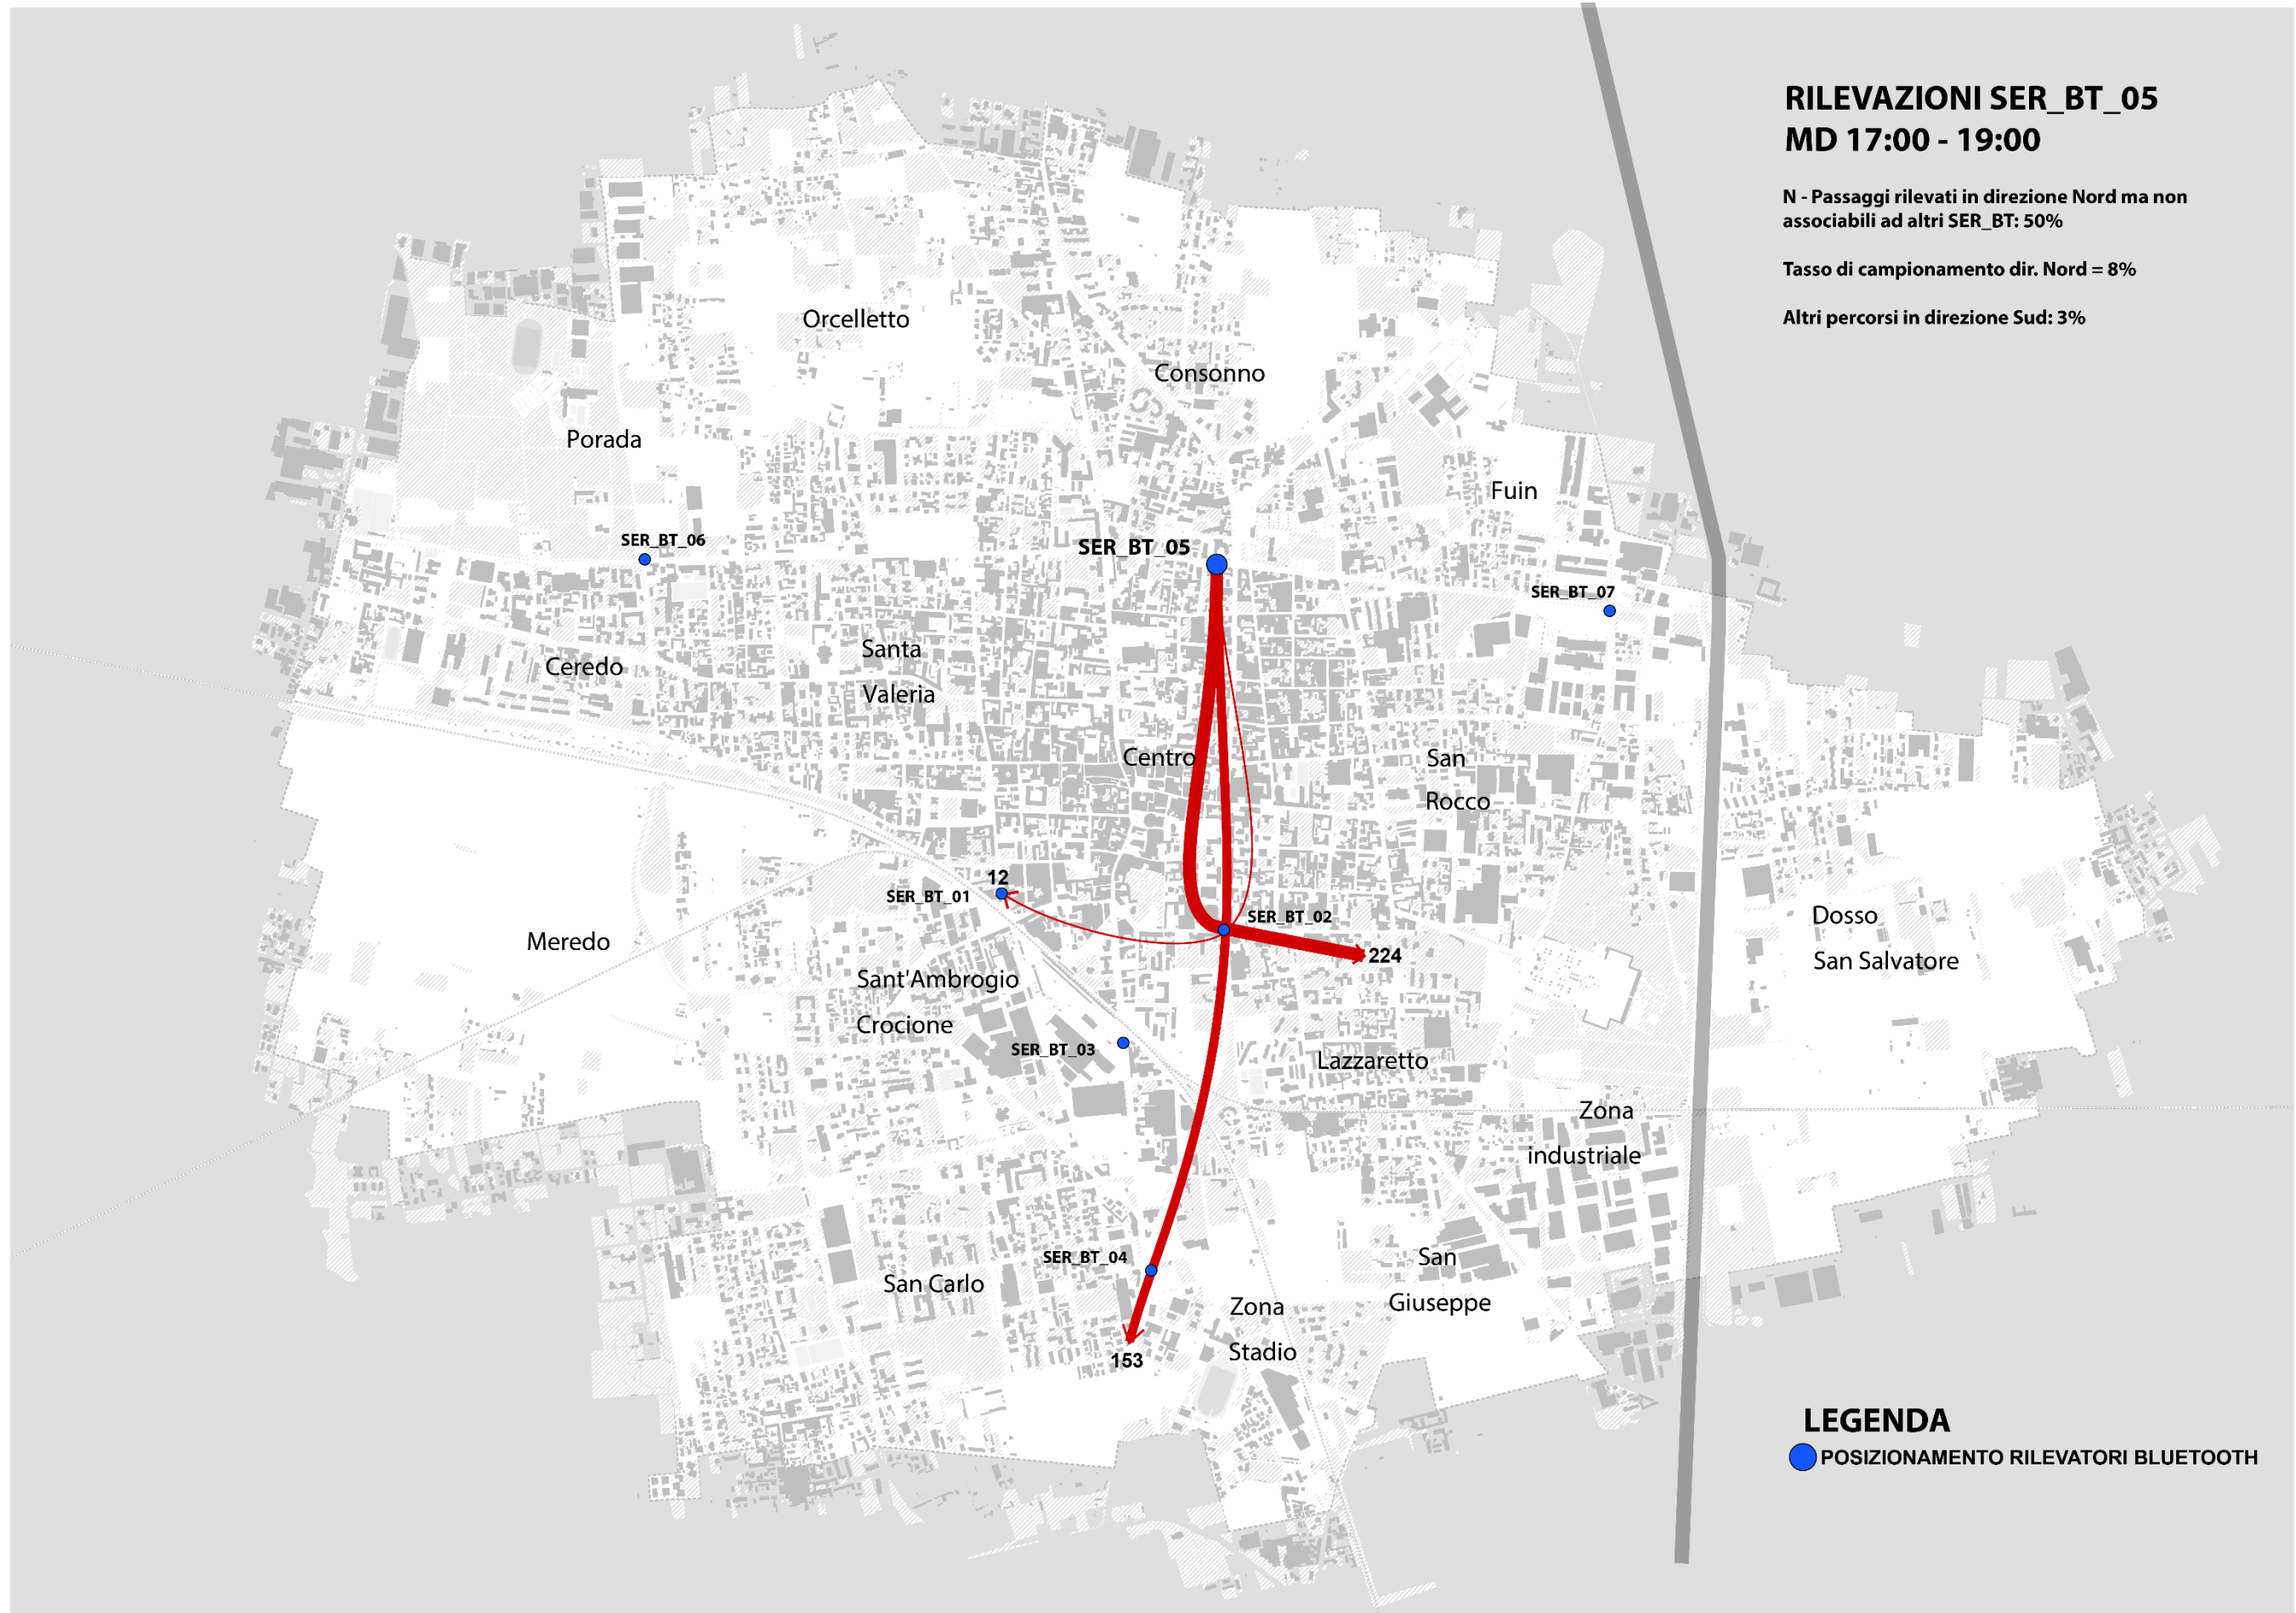 RILEVAZIONI SER_BT_05
MD 17:00 - 19:00
N - Passaggi rilevati in direzione Nord ma non
associabili ad altri SER_BT: 50%
Tasso di campionamento dir. Nord = 8%
Altri percorsi in direzione Sud: 3%
Orcelletto
Consonno
Porada
Fuin
SER_BT_06
SER_BT_05
SER_BT_07
Ceredo
Santa
Valeria
Centro
San
Rocco
12
SER_BT_01
SER_BT_02
224
Meredo
Dosso
San Salvatore
Sant'Ambrogio
Crocione
SER_BT_03
Lazzaretto
Zona
industriale
SER_BT_04
San Carlo
San
Giuseppe
Zona
Stadio
153
LEGENDA
POSIZIONAMENTO RILEVATORI BLUETOOTH